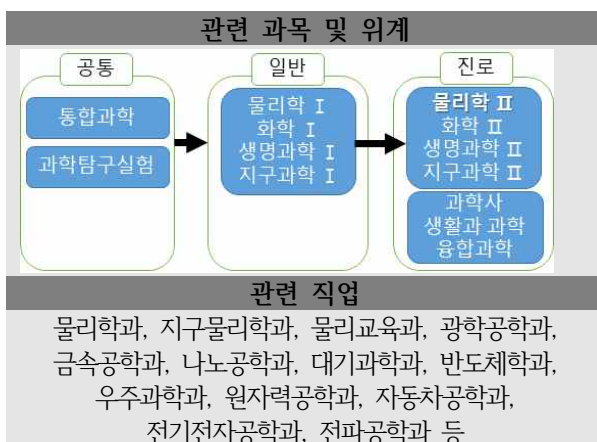 관련 과목 및 위계
공통
통합과학
과학탐구실험
일반
물리학 Ⅰ
화학 Ⅰ
생명과학 Ⅰ
지구과학 Ⅰ
진로
물리학 Ⅱ
화학 Ⅱ
생명과학 Ⅱ
지구과학 Ⅱ
과학사
생활과 과학
융합과학
관련 직업
물리학과, 지구물리학과, 물리교육과, 광학공학과,
금속공학과, 나노공학과, 대기과학과, 반도체학과,
우주과학과, 원자력공학과, 자동차공학과,
전기전자공학과, 전파공학과 등